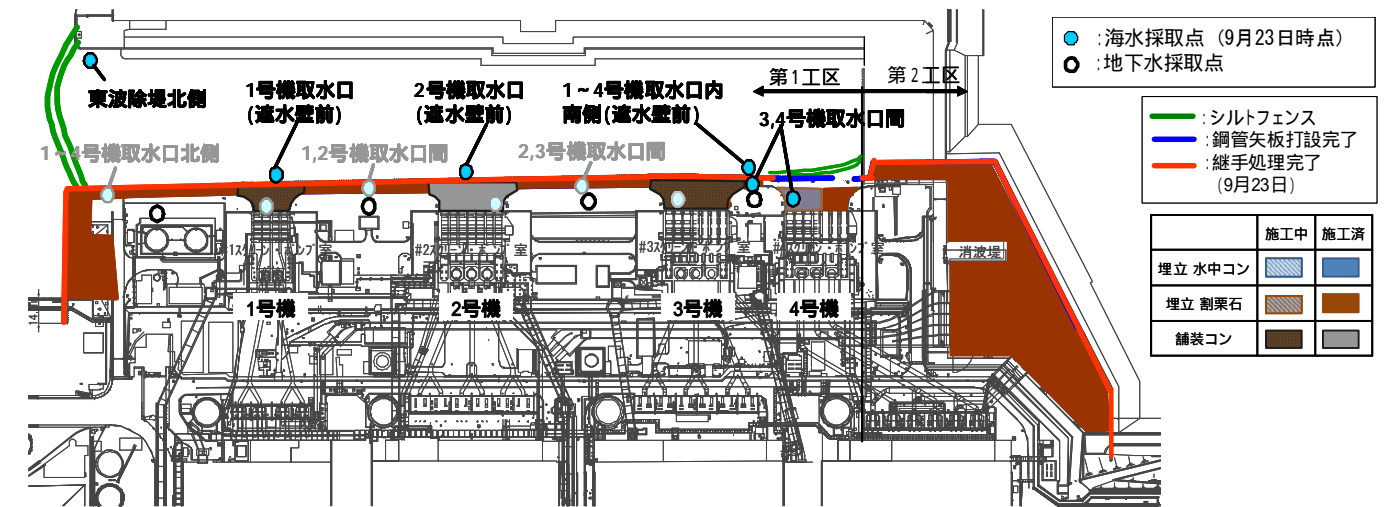 :海水採取点 (9月23日時点)
:地下水採取点
第1工区
第2工区
東波除堤北側
1号機取水口
(遮水壁前)
2号機取水口
(遮水壁前)
1~4号機取水口内
南側(遮水壁前)
3,4号機取水口間
:シルトフェンス
:鋼管矢板打設完了
:継手処理完了
(9月23日)
1~4号機取水口北側
1,2号機取水口間
2,3号機取水口間
施工中
施工済
埋立 水中コン
埋立 割栗石
舗装コン
消波堤
1号機
2号機
3号機
4号機